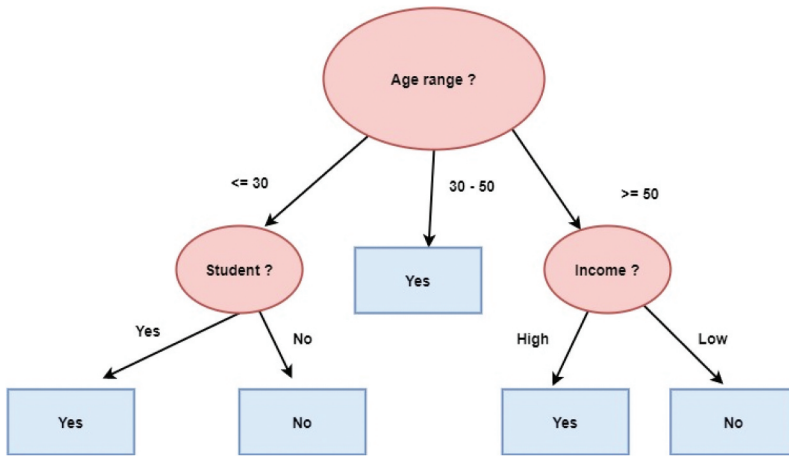 Age range ?
<= 30
30 - 50
>= 50
Student ?
Yes
Income ?
Yes
No
High
Low
Yes
No
Yes
No